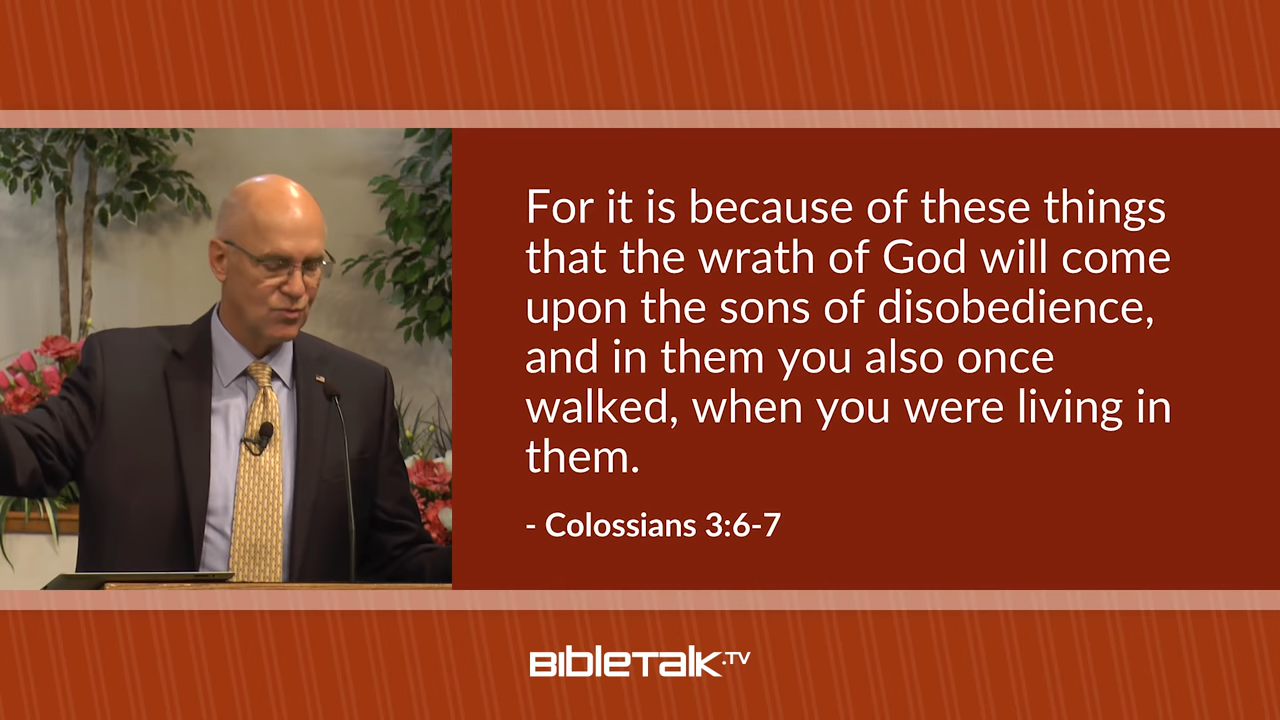 For it is because of these things
that the wrath of God will come
upon the sons of disobedience,
and in them you also once
walked, when you were living in
them.
- Colossians 3:6-7
BIBLETALK.TV